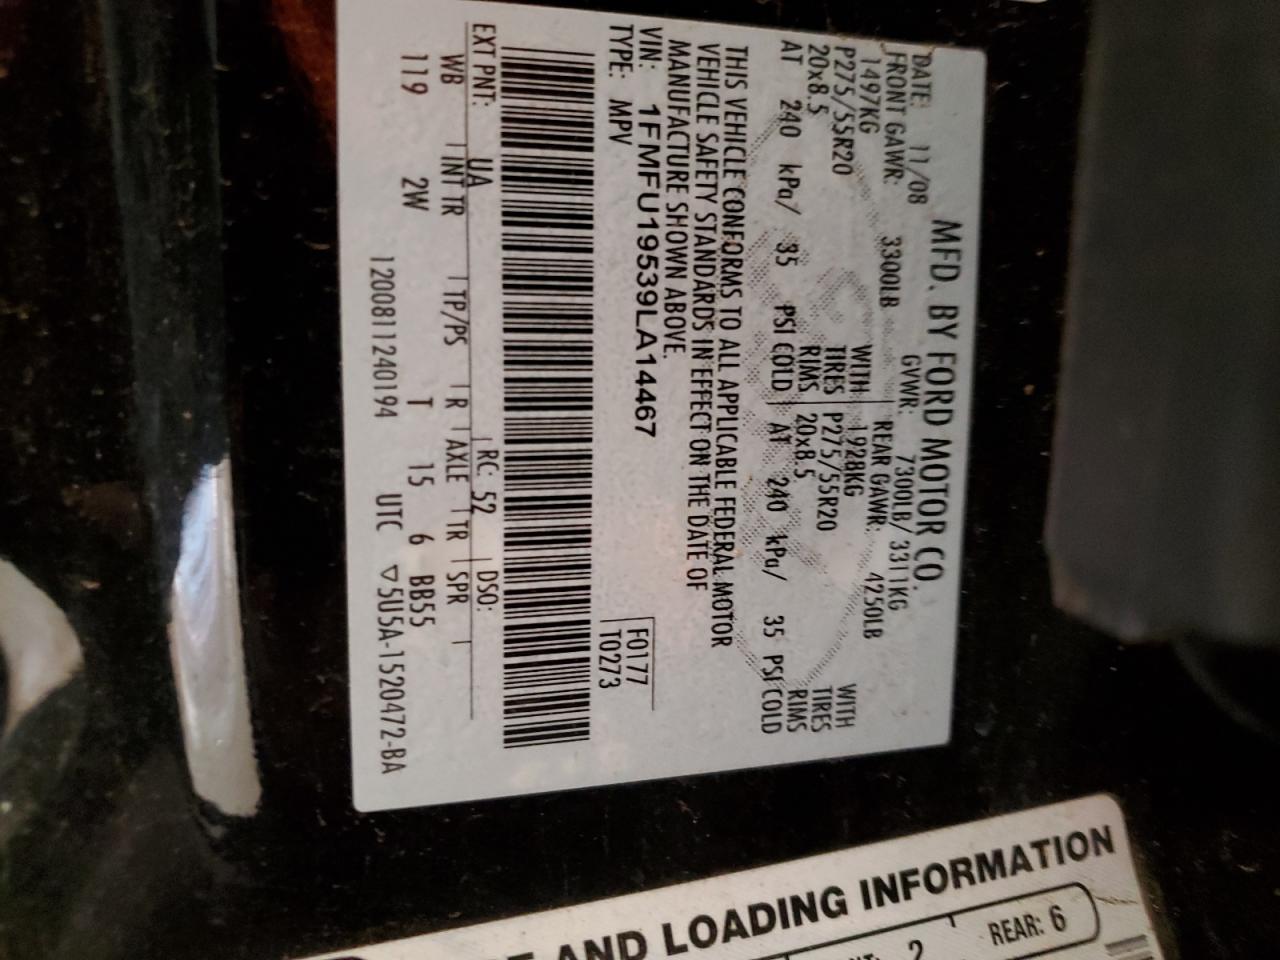 MFD. BY FORD MOTOR CO.
DATE: 11/08 GVWR: 7300LB/ 3311KG
FRONT GAWR: 3300LB REAR GAWR: 4250LB
1497KG WITH 1928KG WITH
P275/55R20 TIRES P275/55R20 TIRES
20x8.5 RIMS 20x8.5 RIMS
AT 240 kPa/ 35 PSI COLD AT 240 kPa/ 35 PSI COLD
THIS VEHICLE CONFORMS TO ALL APPLICABLE FEDERAL MOTOR
VEHICLE SAFETY STANDARDS IN EFFECT ON THE DATE OF
MANUFACTURE SHOWN ABOVE.
VIN: 1FMFU19539LA14467 F0177
TYPE: MPV T0273
EXT PNT: UA RC: 52 DSO:
WB INT TR TP/PS R AXLE TR SPR
119 2W T 15 6 BB55
1200811240194 UTC ▽5U5A-1520472-BA
AND LOADING INFORMATION
2 REAR: 6